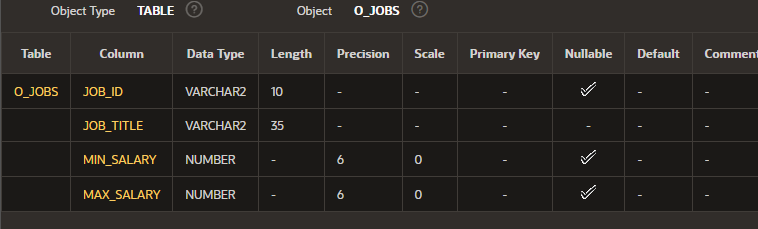 Object Type TABLE ? Object O_JOBS ?
Table Column Data Type Length Precision Scale Primary Key Nullable Default Comment
O_JOBS JOB_ID VARCHAR2 10 - - - ✓ - -
JOB_TITLE VARCHAR2 35 - - - - - -
MIN_SALARY NUMBER - 6 0 - ✓ - -
MAX_SALARY NUMBER - 6 0 - ✓ - -